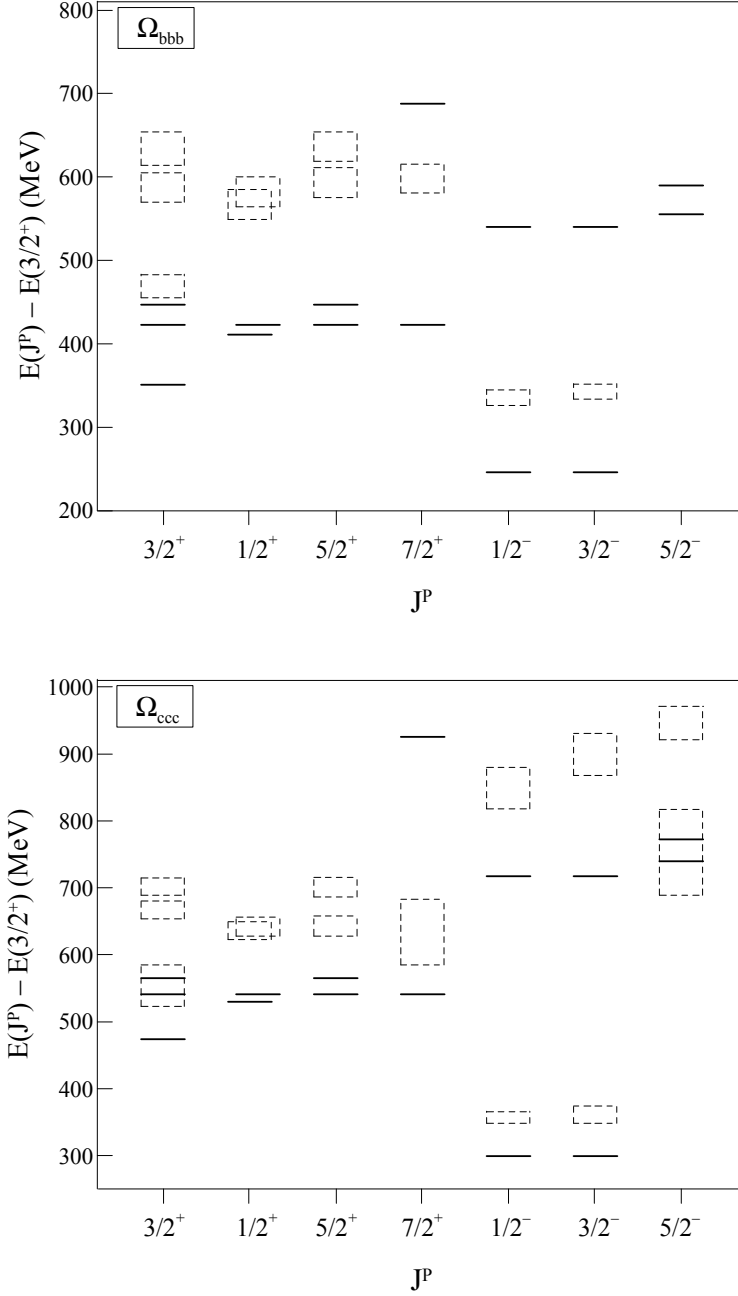 Ω_bbb
E(J^P) − E(3/2⁺) (MeV)
800
700
600
500
400
300
200
3/2⁺ 1/2⁺ 5/2⁺ 7/2⁺ 1/2⁻ 3/2⁻ 5/2⁻
J^P
Ω_ccc
E(J^P) − E(3/2⁺) (MeV)
1000
900
800
700
600
500
400
300
3/2⁺ 1/2⁺ 5/2⁺ 7/2⁺ 1/2⁻ 3/2⁻ 5/2⁻
J^P